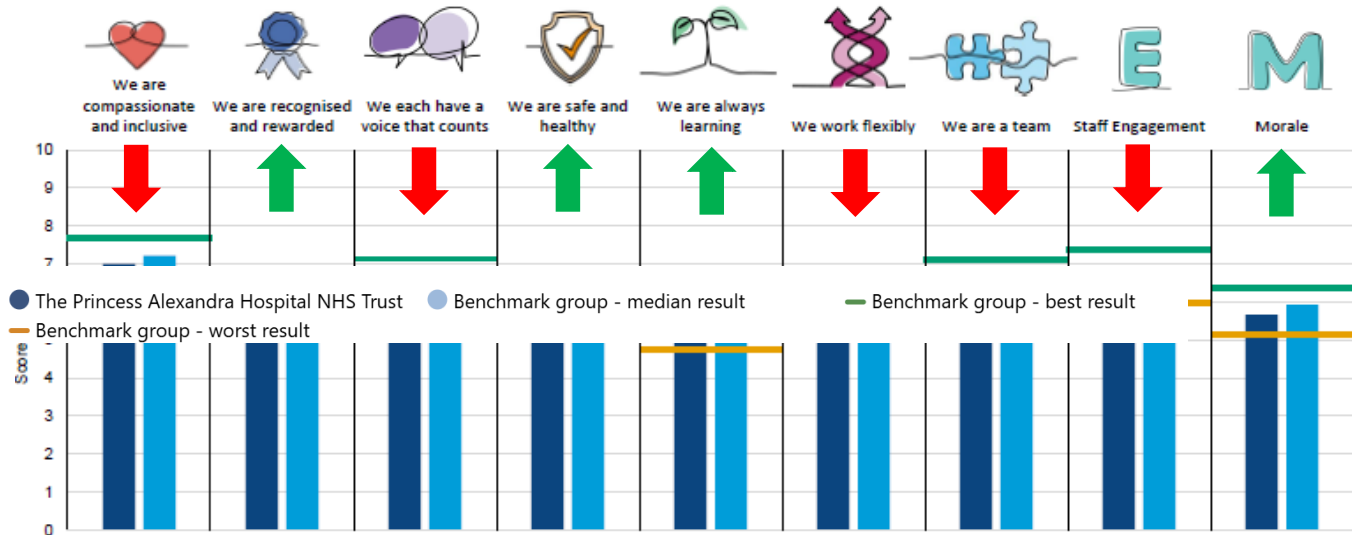 H
E
M
We are
compassionate
and inclusive
We are recognised
and rewarded
We each have a
voice that counts
We are safe and
healthy
We are always
learning
We work flexibly
We are a team
Staff Engagement
Morale
10
9
8
7
The Princess Alexandra Hospital NHS Trust
Benchmark group - median result
Benchmark group - best result
Benchmark group - worst result
Score
4
3
2
1
0